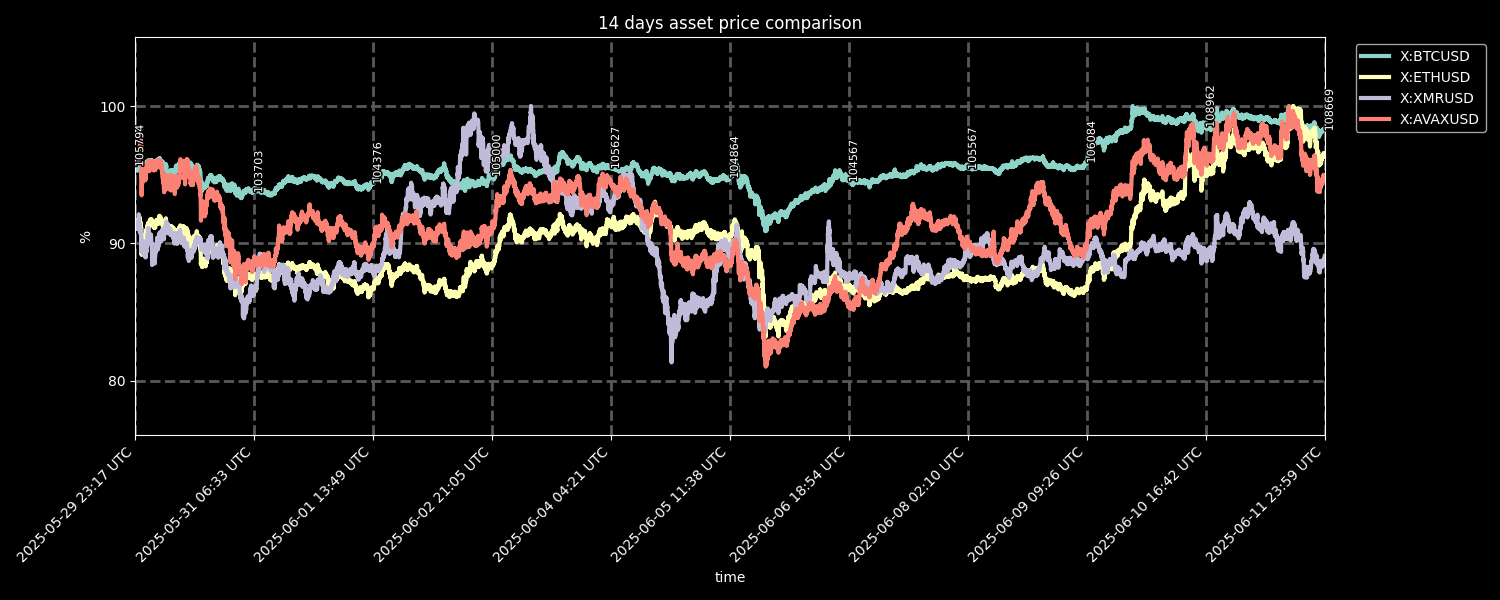 14 days asset price comparison
X:BTCUSD
X:ETHUSD
X:XMRUSD
X:AVAXUSD
100
90
80
%
105794
103703
104376
105000
105627
104864
104567
105567
106084
108962
108669
2025-05-29 23:17 UTC
2025-05-31 06:33 UTC
2025-06-01 13:49 UTC
2025-06-02 21:05 UTC
2025-06-04 04:21 UTC
2025-06-05 11:38 UTC
2025-06-06 18:54 UTC
2025-06-08 02:10 UTC
2025-06-09 09:26 UTC
2025-06-10 16:42 UTC
2025-06-11 23:59 UTC
time